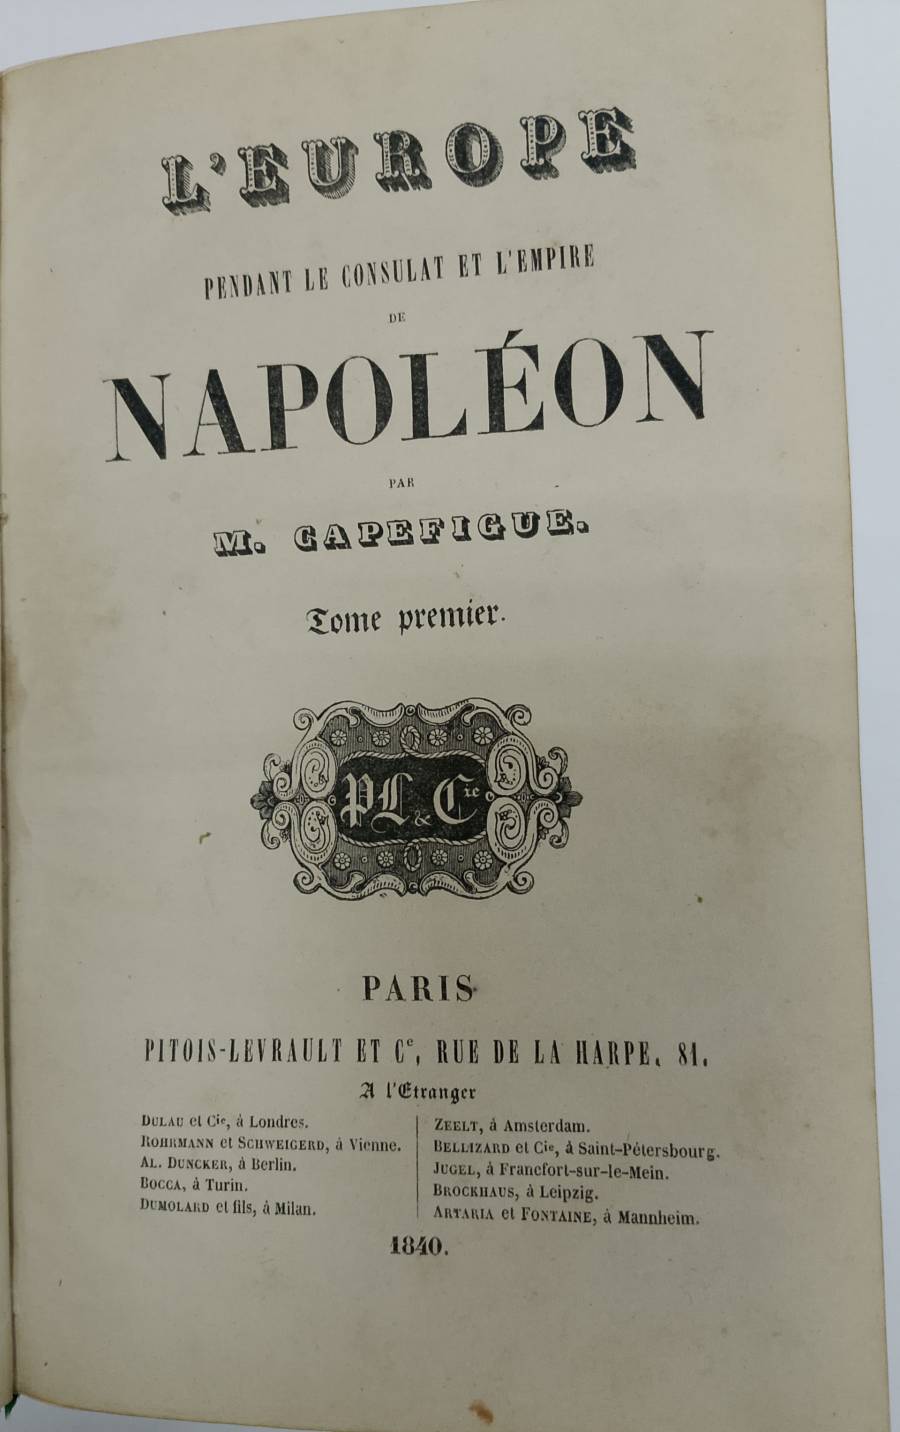 L'EUROPE
PENDANT LE CONSULAT ET L'EMPIRE
DE
NAPOLÉON
PAR
M. CAPEFIGUE.
Tome premier.
PL & Cie
PARIS
PITOIS-LEVRAULT ET Ce, RUE DE LA HARPE, 81.
A l'Etranger
DULAU et Cie, à Londres.
ROHRMANN et SCHWEIGERD, à Vienne.
AL. DUNCKER, à Berlin.
BOCCA, à Turin.
DUMOLARD et fils, à Milan.
ZEELT, à Amsterdam.
BELLIZARD et Cie, à Saint-Pétersbourg.
JUGEL, à Francfort-sur-le-Mein.
BROCKHAUS, à Leipzig.
ARTARIA et FONTAINE, à Mannheim.
1840.